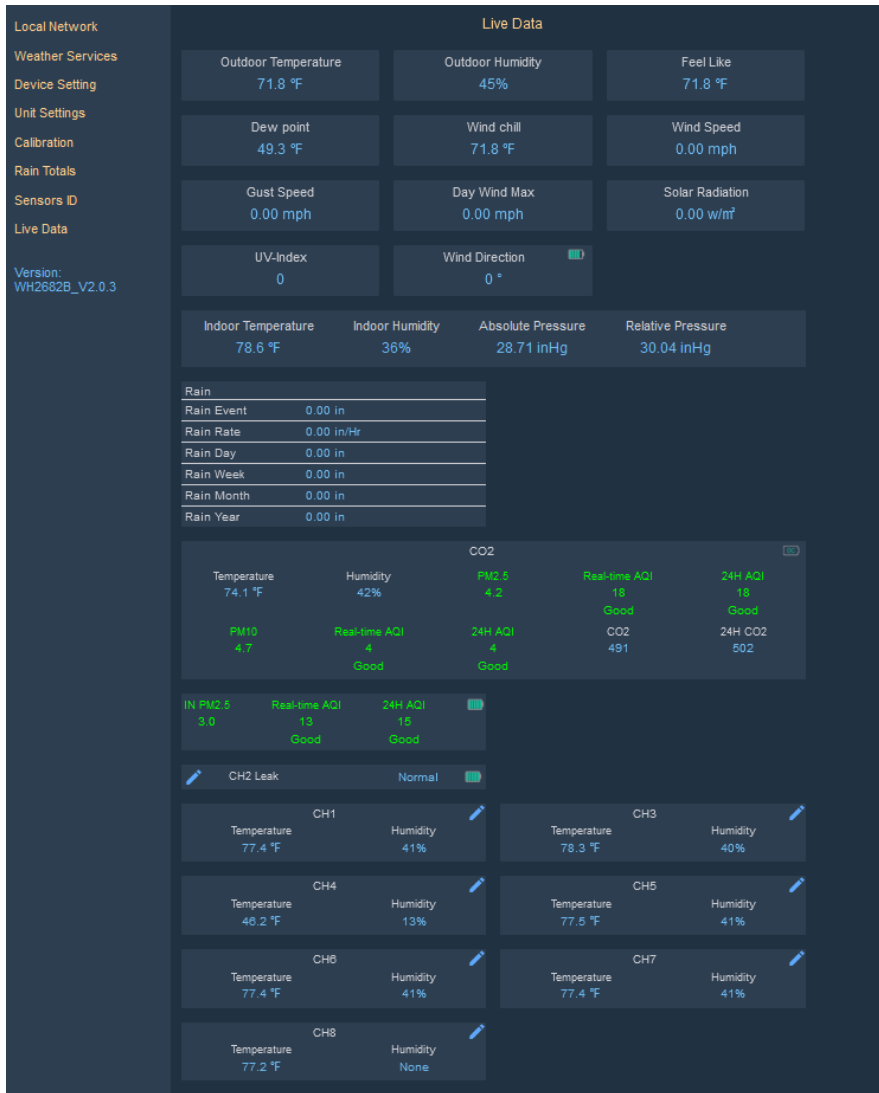 Local Network
Weather Services
Device Setting
Unit Settings
Calibration
Rain Totals
Sensors ID
Live Data
Version:
WH2682B_V2.0.3
Live Data
Outdoor Temperature
71.8 ℉
Outdoor Humidity
45%
Feel Like
71.8 ℉
Dew point
49.3 ℉
Wind chill
71.8 ℉
Wind Speed
0.00 mph
Gust Speed
0.00 mph
Day Wind Max
0.00 mph
Solar Radiation
0.00 w/㎡
UV-Index
0
Wind Direction
0 °
Indoor Temperature
78.6 ℉
Indoor Humidity
36%
Absolute Pressure
28.71 inHg
Relative Pressure
30.04 inHg
Rain
Rain Event 0.00 in
Rain Rate 0.00 in/Hr
Rain Day 0.00 in
Rain Week 0.00 in
Rain Month 0.00 in
Rain Year 0.00 in
CO2
DC
Temperature
74.1 ℉
Humidity
42%
PM2.5
4.2
Real-time AQI
18
Good
24H AQI
18
Good
PM10
4.7
Real-time AQI
4
Good
24H AQI
4
Good
CO2
491
24H CO2
502
IN PM2.5
3.0
Real-time AQI
13
Good
24H AQI
15
Good
CH2 Leak Normal
CH1
Temperature
77.4 ℉
Humidity
41%
CH3
Temperature
78.3 ℉
Humidity
40%
CH4
Temperature
46.2 ℉
Humidity
13%
CH5
Temperature
77.5 ℉
Humidity
41%
CH6
Temperature
77.4 ℉
Humidity
41%
CH7
Temperature
77.4 ℉
Humidity
41%
CH8
Temperature
77.2 ℉
Humidity
None